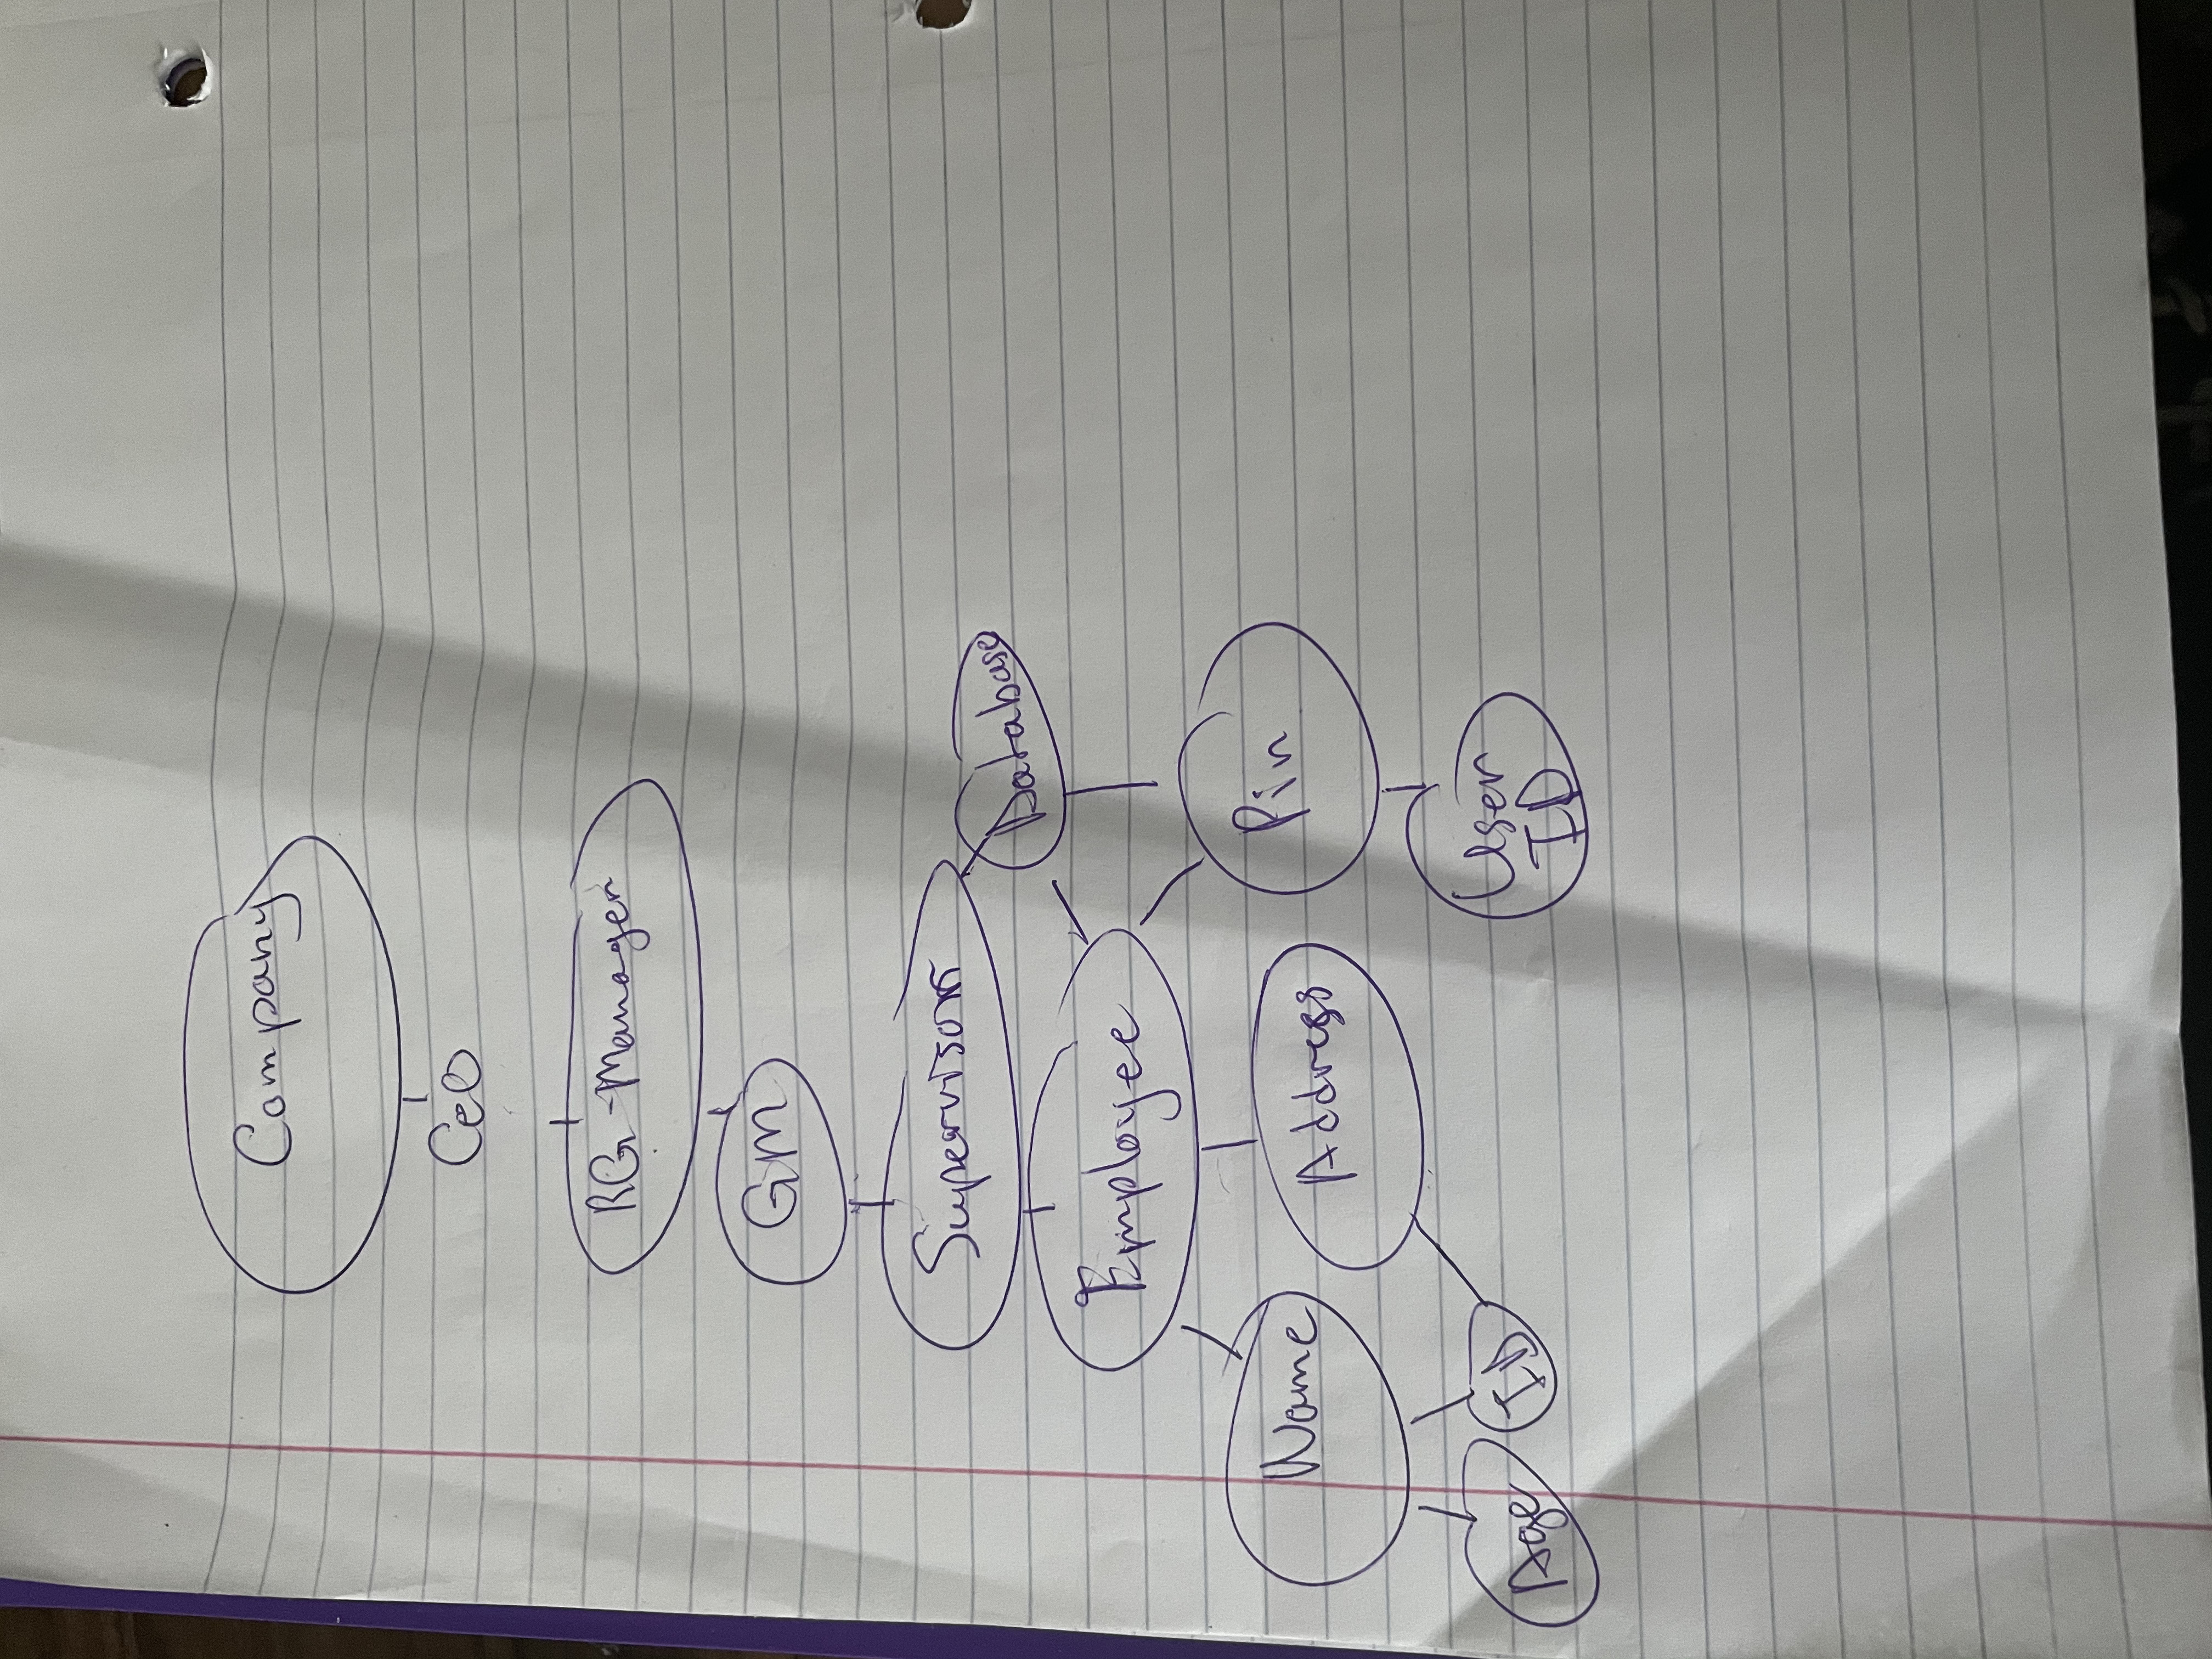 Company
CeO
RG-Manager
GM
Supervisor
Database
Employee
Name
Address
Pin
Age
ID
User
ID